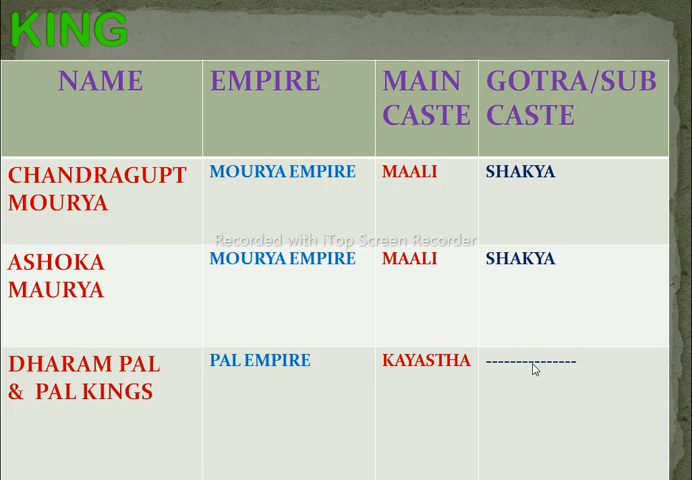 KING
NAME EMPIRE MAIN CASTE GOTRA/SUB CASTE
CHANDRAGUPT MOURYA MOURYA EMPIRE MAALI SHAKYA
Recorded with iTop Screen Recorder
ASHOKA MAURYA MOURYA EMPIRE MAALI SHAKYA
DHARAM PAL & PAL KINGS PAL EMPIRE KAYASTHA ---------------